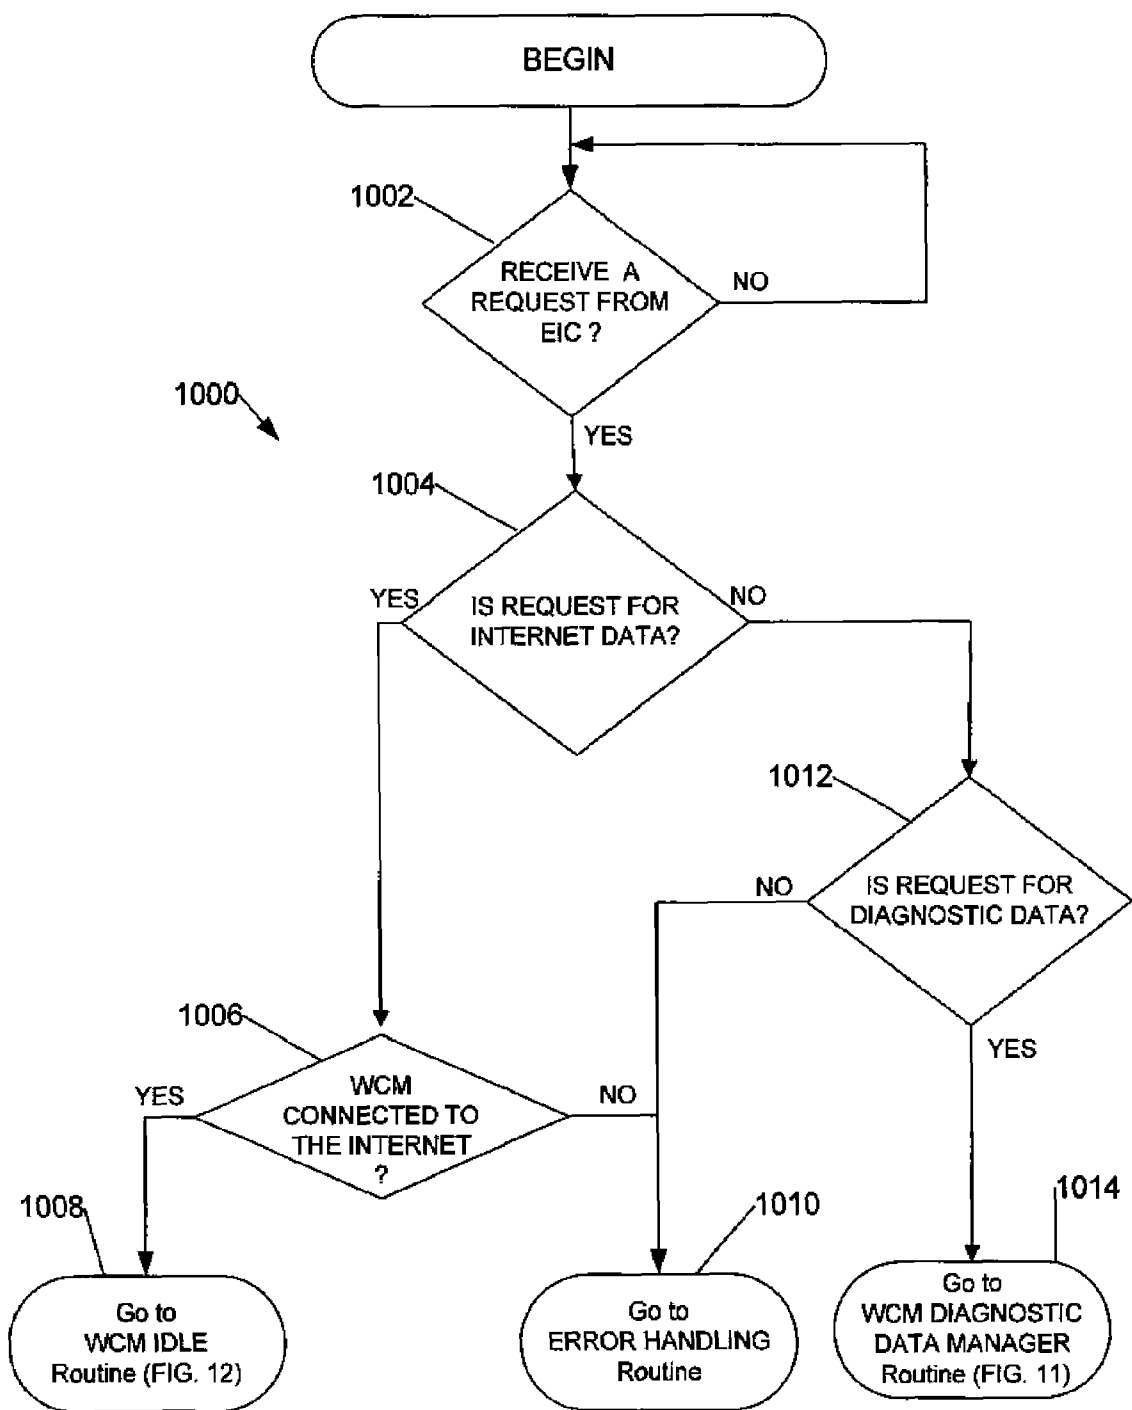 BEGIN
1002
RECEIVE A
REQUEST FROM
EIC ?
NO
1000
YES
1004
YES
IS REQUEST FOR
INTERNET DATA?
NO
1012
NO
IS REQUEST FOR
DIAGNOSTIC DATA?
1006
YES
YES
WCM
CONNECTED TO
THE INTERNET
?
NO
1008
1010
1014
Go to
WCM IDLE
Routine (FIG. 12)
Go to
ERROR HANDLING
Routine
Go to
WCM DIAGNOSTIC
DATA MANAGER
Routine (FIG. 11)